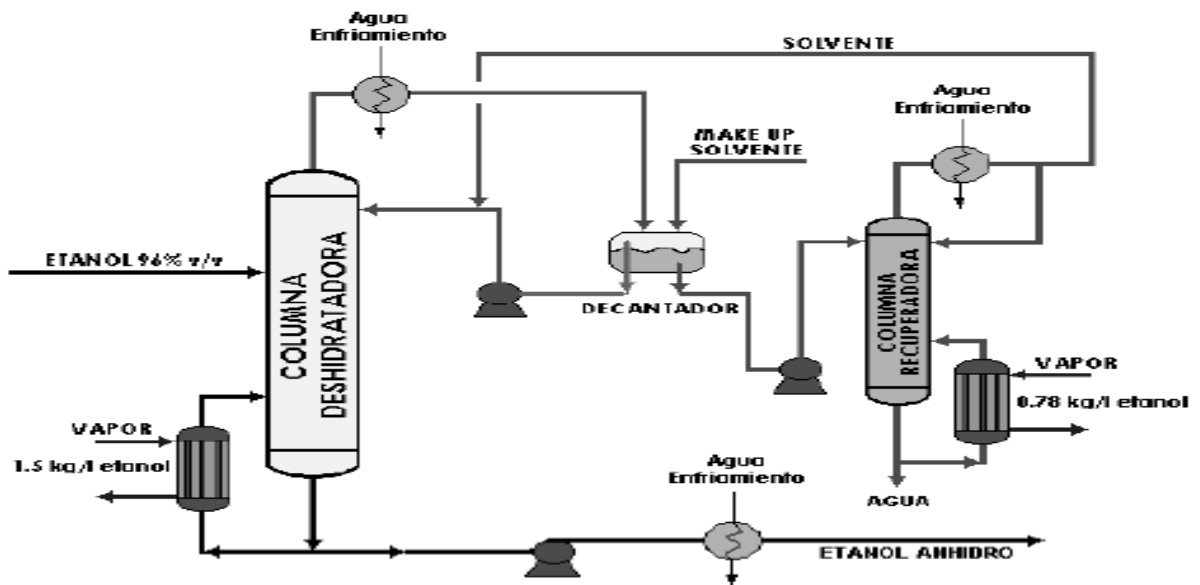 Agua
Enfriamiento
SOLVENTE
Agua
Enfriamiento
MAKE UP
SOLVENTE
ETANOL 96% v/v
COLUMNA
DESHIDRATADORA
DECANTADOR
COLUMNA
RECUPERADORA
VAPOR
0.78 kg/l etanol
VAPOR
1.5 kg/l etanol
Agua
Enfriamiento
AGUA
ETANOL ANHIDRO